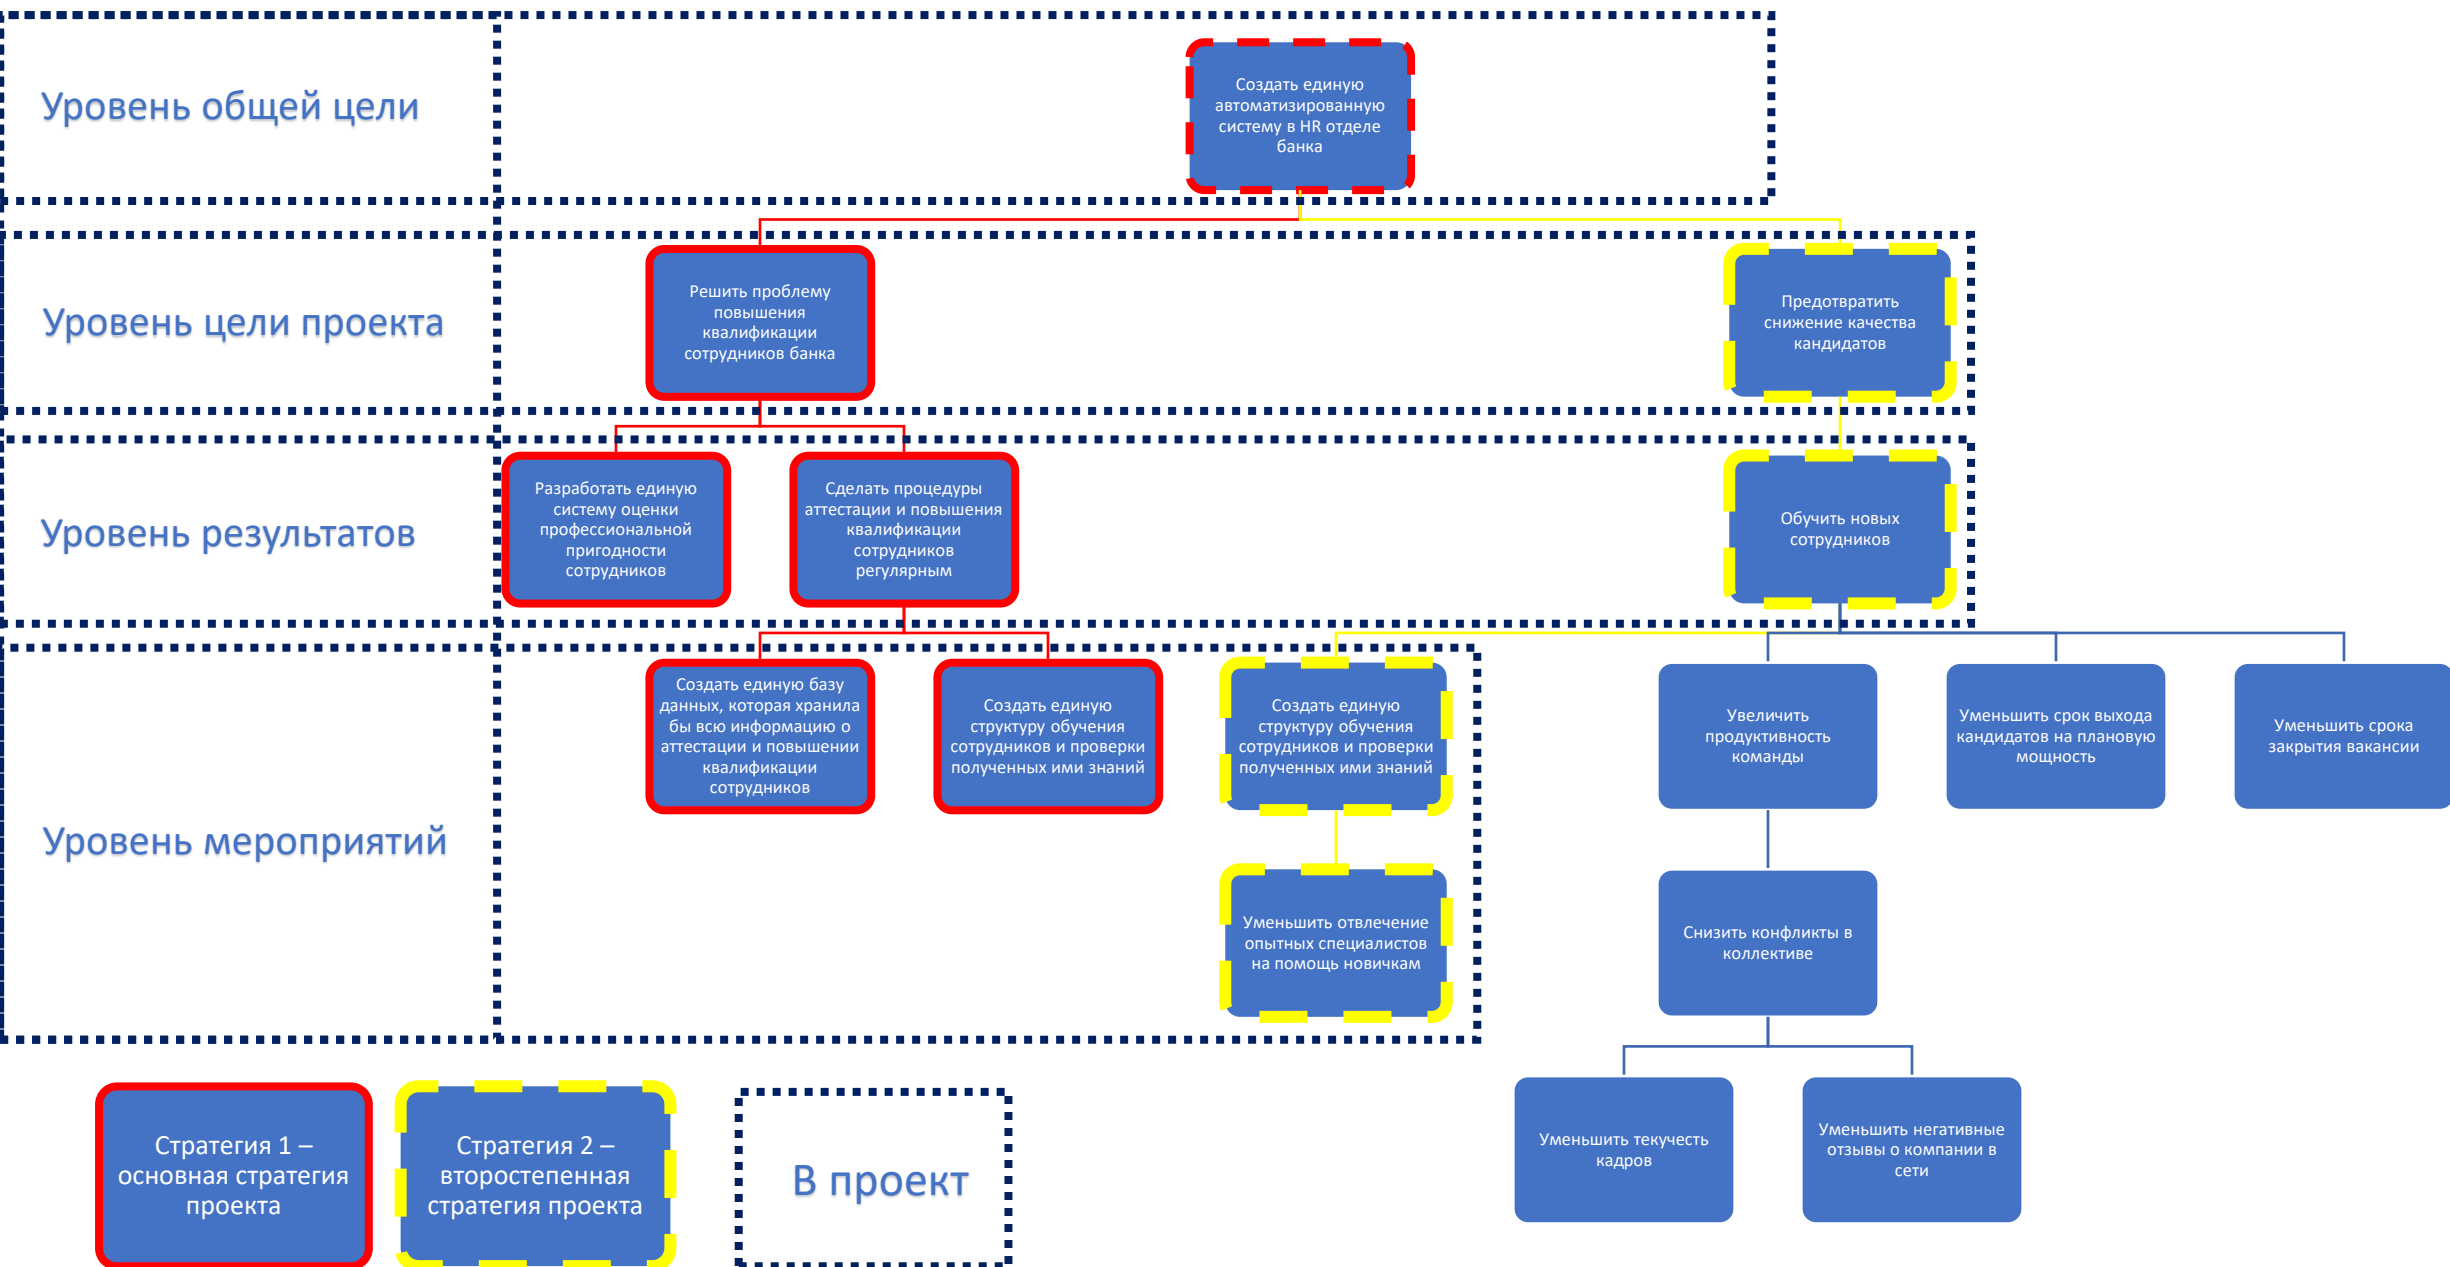 Уровень общей цели
Создать единую
автоматизированную
систему в HR отделе
банка
Уровень цели проекта
Решить проблему
повышения
квалификации
сотрудников банка
Предотвратить
снижение качества
кандидатов
Уровень результатов
Разработать единую
систему оценки
профессиональной
пригодности
сотрудников
Сделать процедуры
аттестации и повышения
квалификации
сотрудников
регулярным
Обучить новых
сотрудников
Уровень мероприятий
Создать единую базу
данных, которая хранила
бы всю информацию о
аттестации и повышении
квалификации
сотрудников
Создать единую
структуру обучения
сотрудников и проверки
полученных ими знаний
Создать единую
структуру обучения
сотрудников и проверки
полученных ими знаний
Увеличить
продуктивность
команды
Уменьшить срок выхода
кандидатов на плановую
мощность
Уменьшить срока
закрытия вакансии
Уменьшить отвлечение
опытных специалистов
на помощь новичкам
Снизить конфликты в
коллективе
Уменьшить текучесть
кадров
Уменьшить негативные
отзывы о компании в
сети
Стратегия 1 –
основная стратегия
проекта
Стратегия 2 –
второстепенная
стратегия проекта
В проект